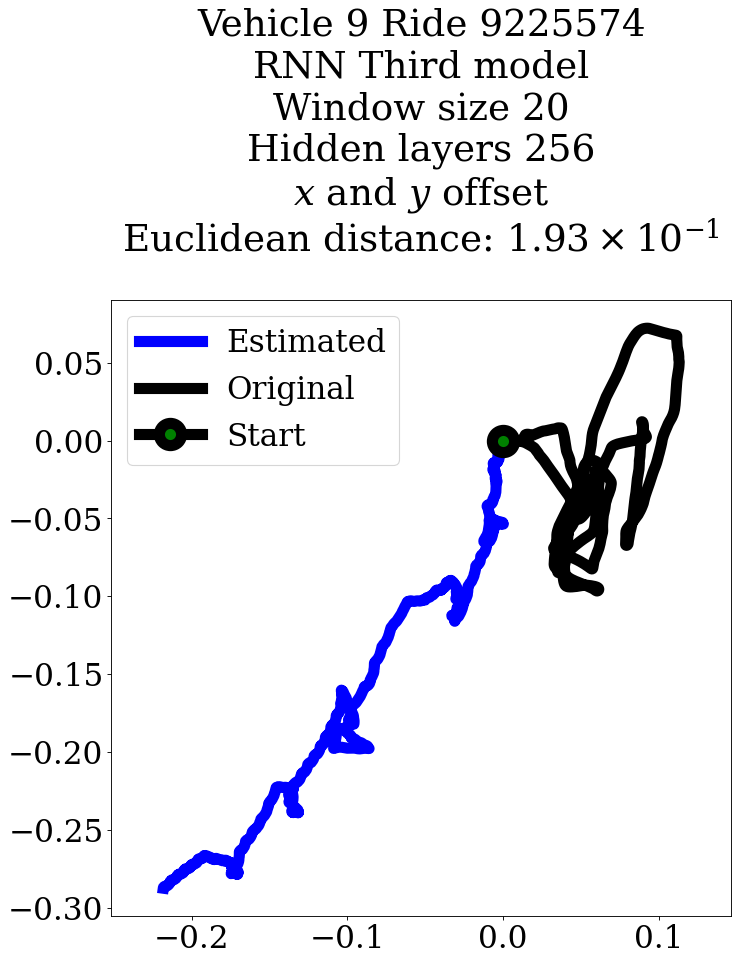 Vehicle 9 Ride 9225574
RNN Third model
Window size 20
Hidden layers 256
x and y offset
Euclidean distance: 1.93 × 10⁻¹
Estimated
Original
Start
0.05
0.00
−0.05
−0.10
−0.15
−0.20
−0.25
−0.30
−0.2 −0.1 0.0 0.1